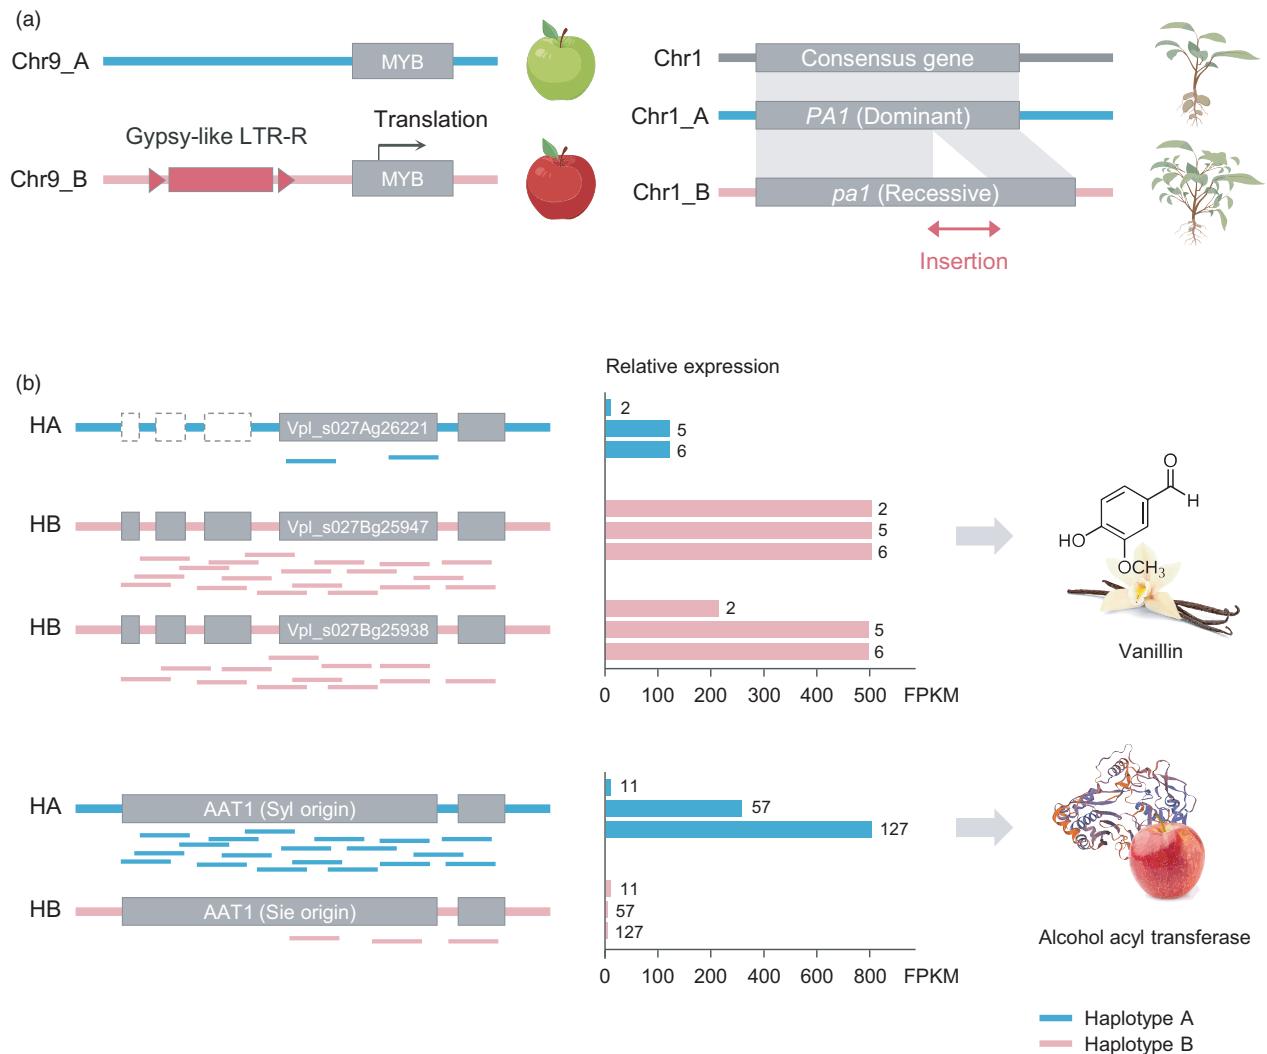 (a)
Chr9_A
MYB
Gypsy-like LTR-R
Translation
Chr9_B
MYB
Chr1
Consensus gene
Chr1_A
PA1 (Dominant)
Chr1_B
pa1 (Recessive)
Insertion
(b)
Relative expression
HA
Vpl_s027Ag26221
2
5
6
HB
Vpl_s027Bg25947
2
5
6
HB
Vpl_s027Bg25938
2
5
6
0 100 200 300 400 500 FPKM
O
H
HO
OCH3
Vanillin
HA
AAT1 (Syl origin)
11
57
127
HB
AAT1 (Sie origin)
11
57
127
0 100 200 300 400 800 FPKM
Alcohol acyl transferase
Haplotype A
Haplotype B